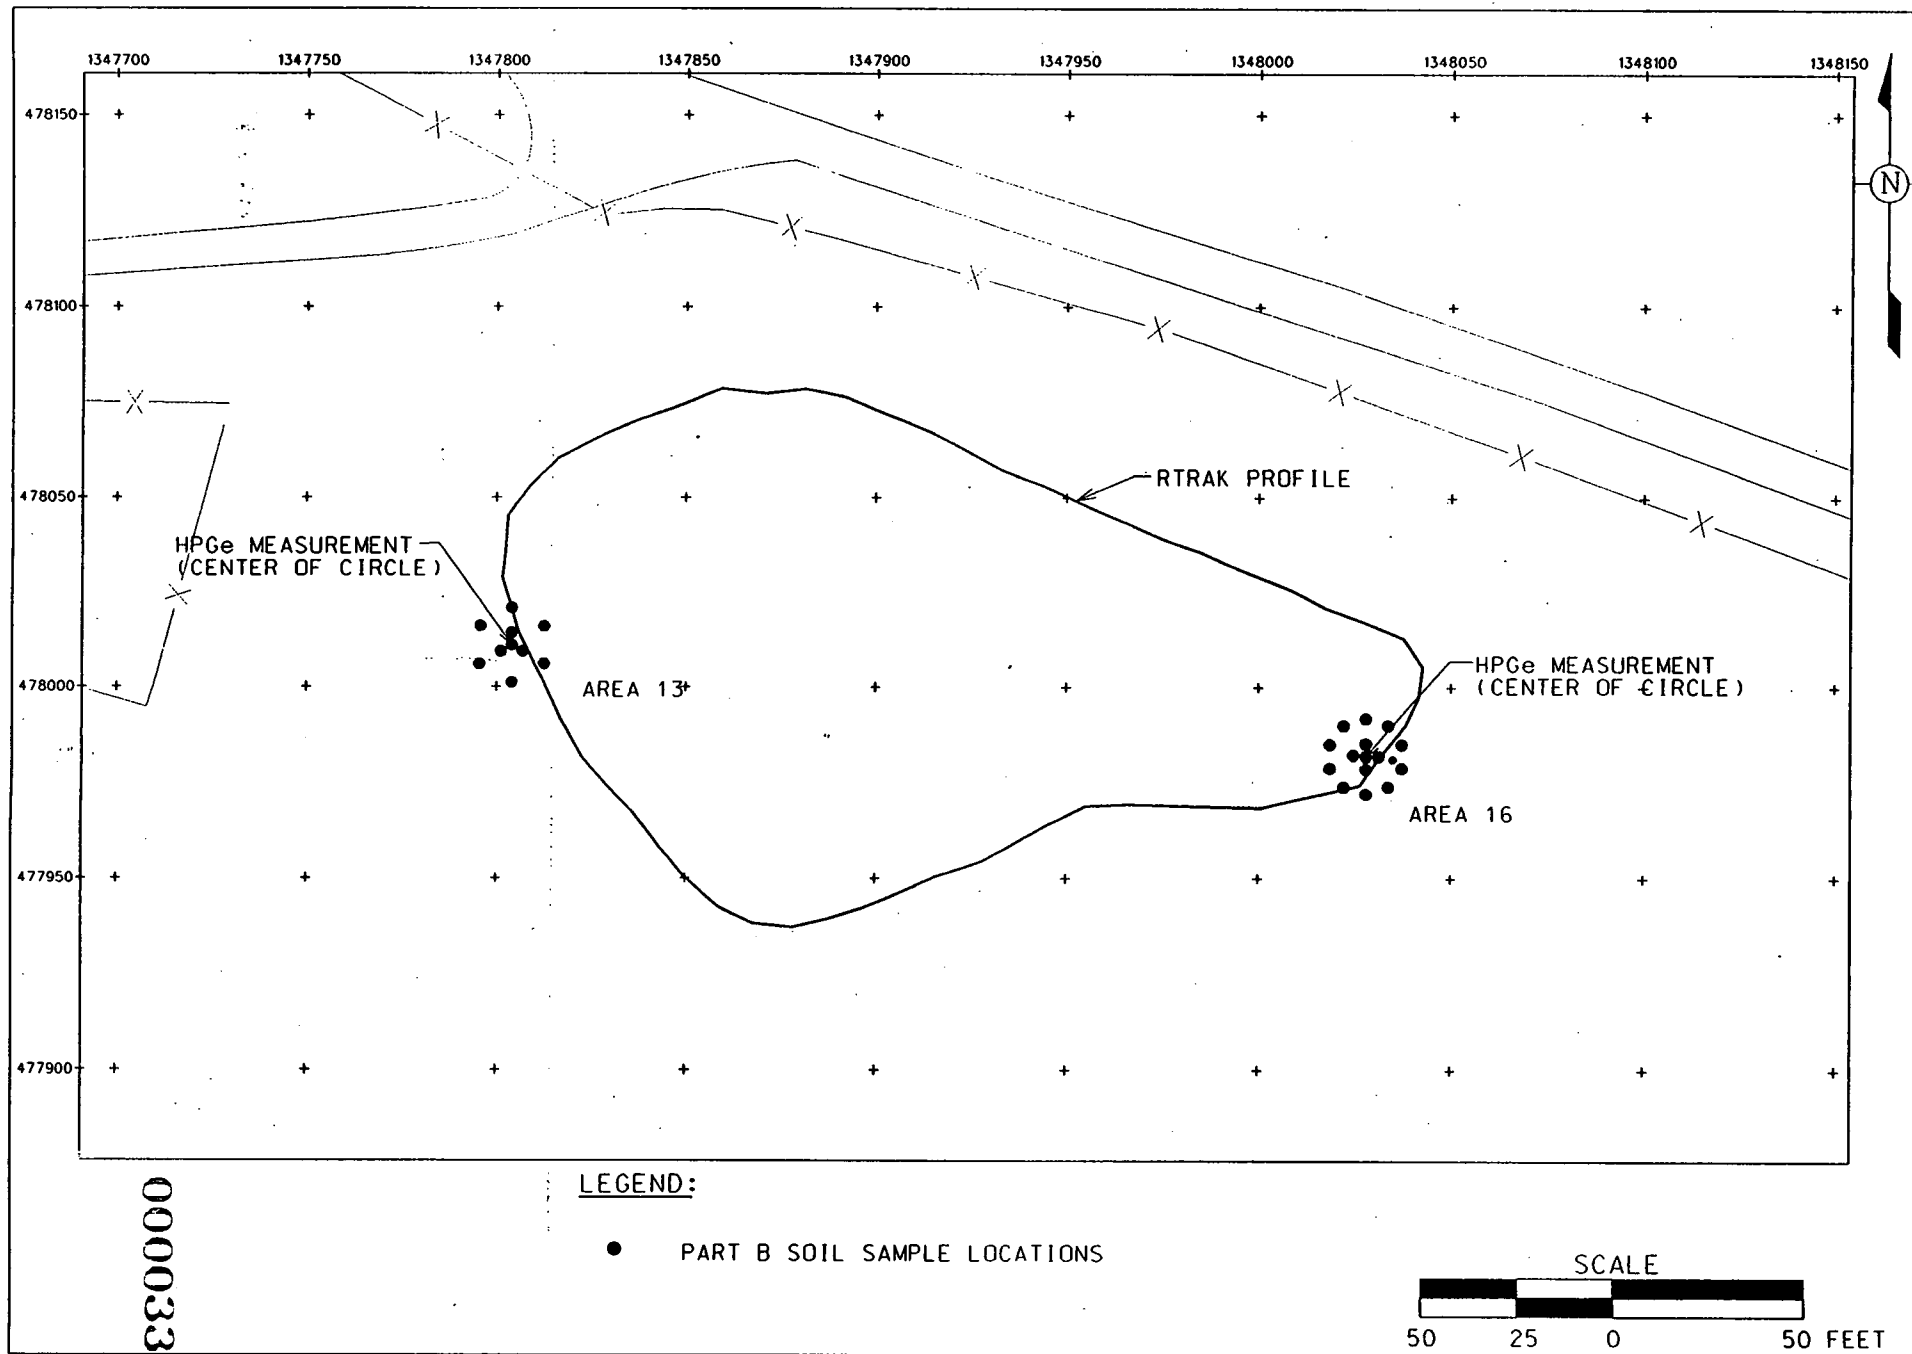 1347700 1347750 1347800 1347850 1347900 1347950 1348000 1348050 1348100 1348150
478150
N
478100
478050
RTRAK PROFILE
HPGe MEASUREMENT
(CENTER OF CIRCLE)
HPGe MEASUREMENT
(CENTER OF CIRCLE)
478000
AREA 13
AREA 16
477950
477900
LEGEND:
PART B SOIL SAMPLE LOCATIONS
SCALE
50 25 0 50 FEET
000033